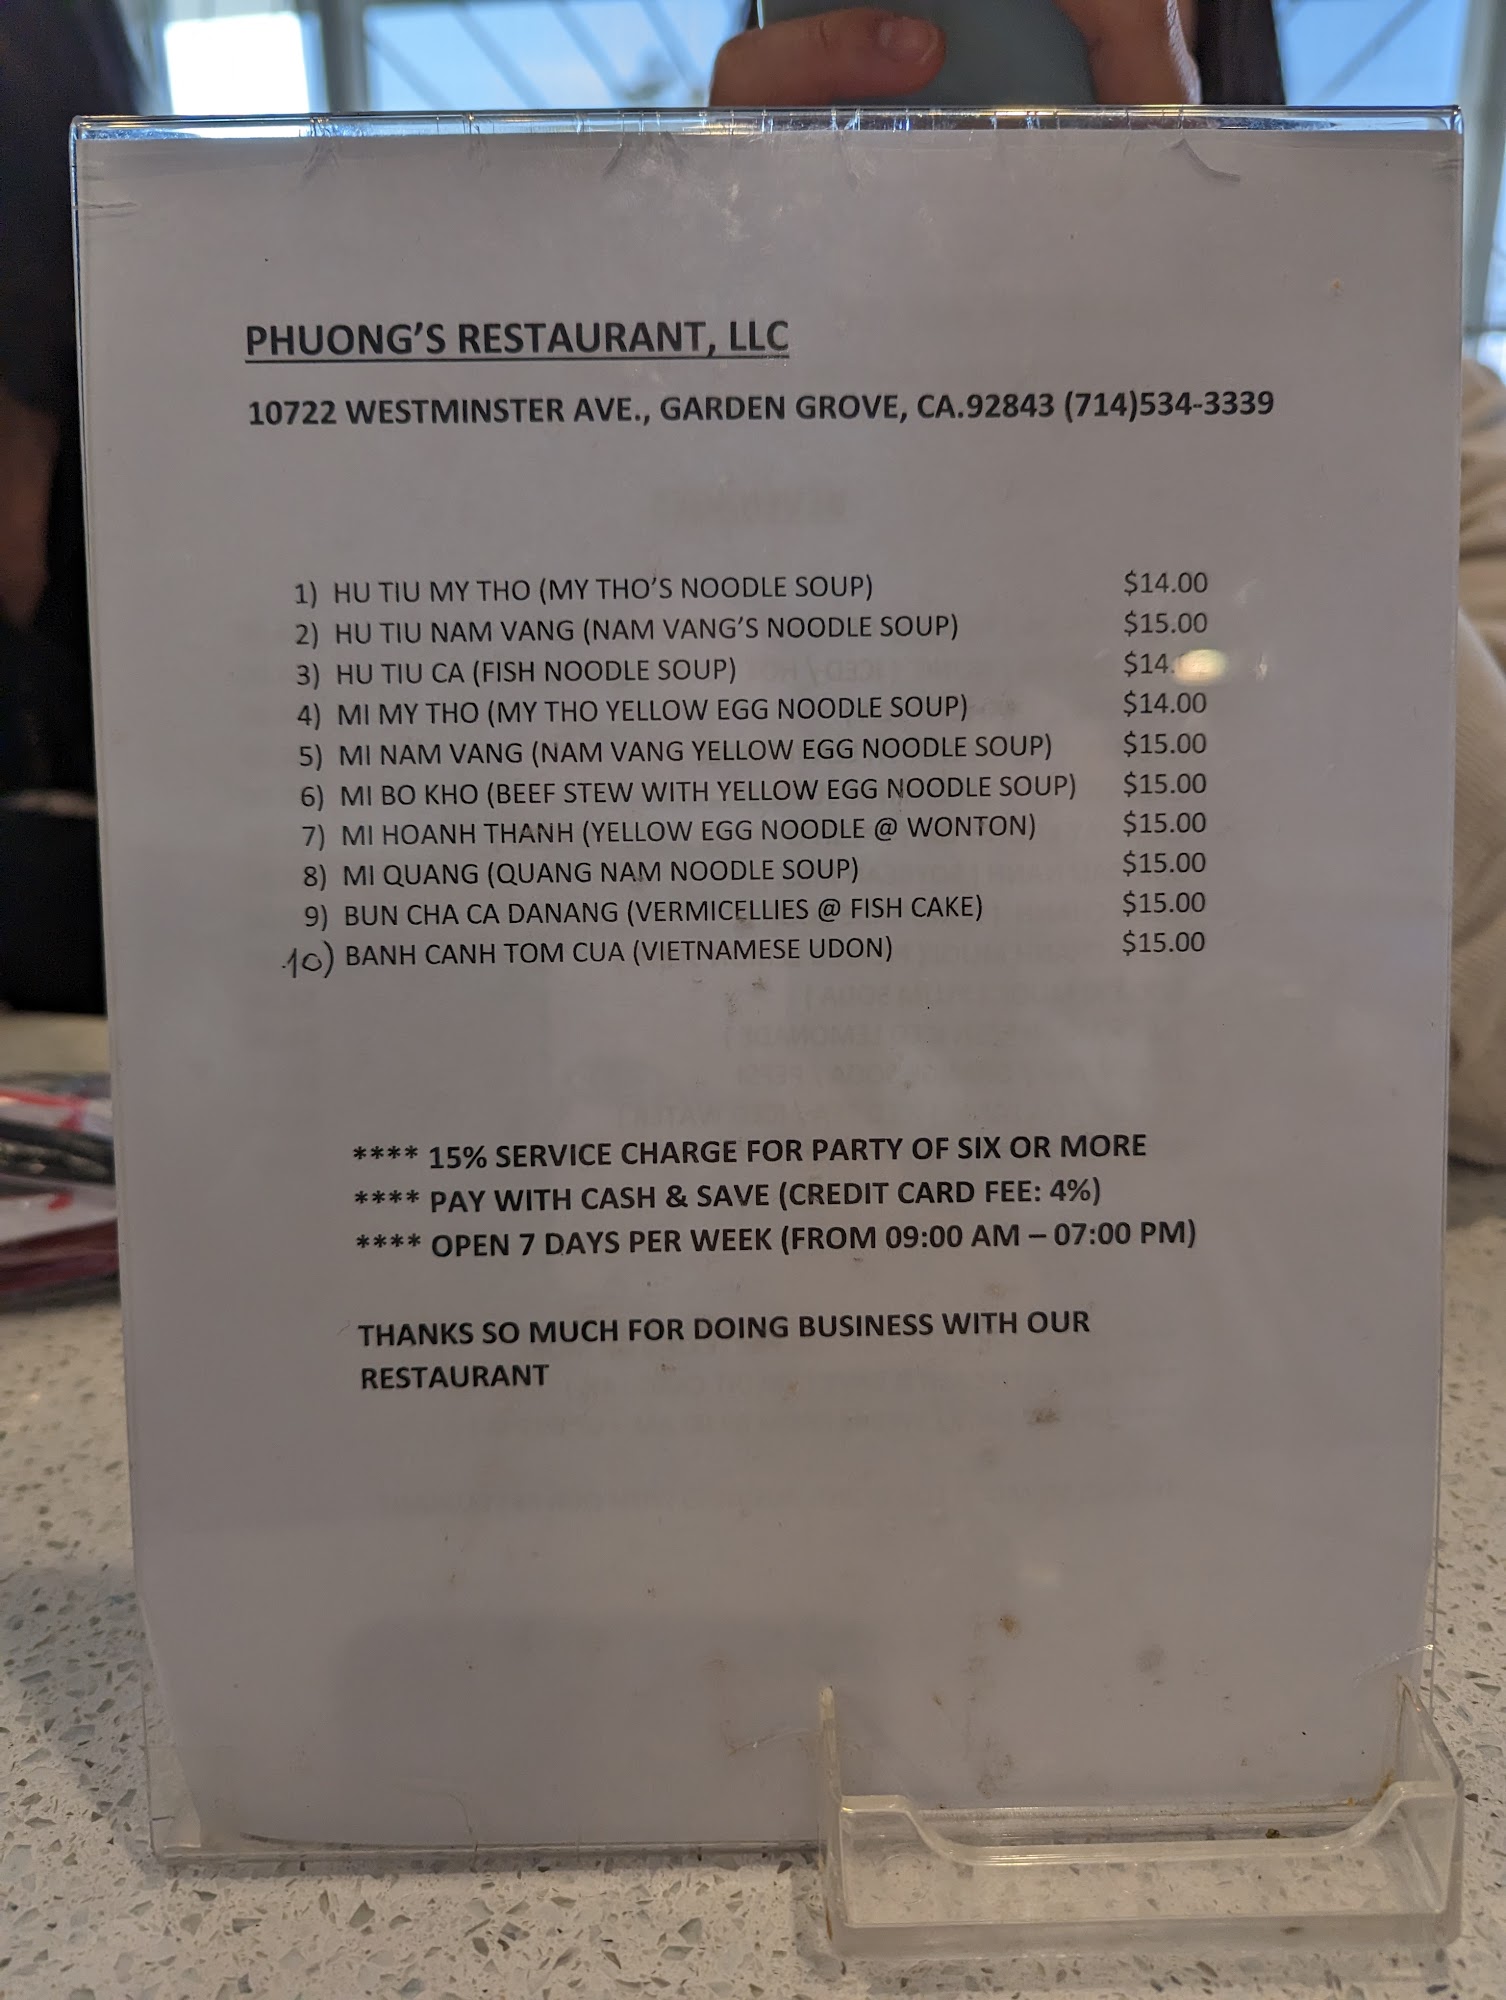 PHUONG'S RESTAURANT, LLC
10722 WESTMINSTER AVE., GARDEN GROVE, CA.92843 (714)534-3339
1) HU TIU MY THO (MY THO'S NOODLE SOUP) $14.00
2) HU TIU NAM VANG (NAM VANG'S NOODLE SOUP) $15.00
3) HU TIU CA (FISH NOODLE SOUP) $14.
4) MI MY THO (MY THO YELLOW EGG NOODLE SOUP) $14.00
5) MI NAM VANG (NAM VANG YELLOW EGG NOODLE SOUP) $15.00
6) MI BO KHO (BEEF STEW WITH YELLOW EGG NOODLE SOUP) $15.00
7) MI HOANH THANH (YELLOW EGG NOODLE @ WONTON) $15.00
8) MI QUANG (QUANG NAM NOODLE SOUP) $15.00
9) BUN CHA CA DANANG (VERMICELLIES @ FISH CAKE) $15.00
10) BANH CANH TOM CUA (VIETNAMESE UDON) $15.00
**** 15% SERVICE CHARGE FOR PARTY OF SIX OR MORE
**** PAY WITH CASH & SAVE (CREDIT CARD FEE: 4%)
**** OPEN 7 DAYS PER WEEK (FROM 09:00 AM – 07:00 PM)
THANKS SO MUCH FOR DOING BUSINESS WITH OUR
RESTAURANT